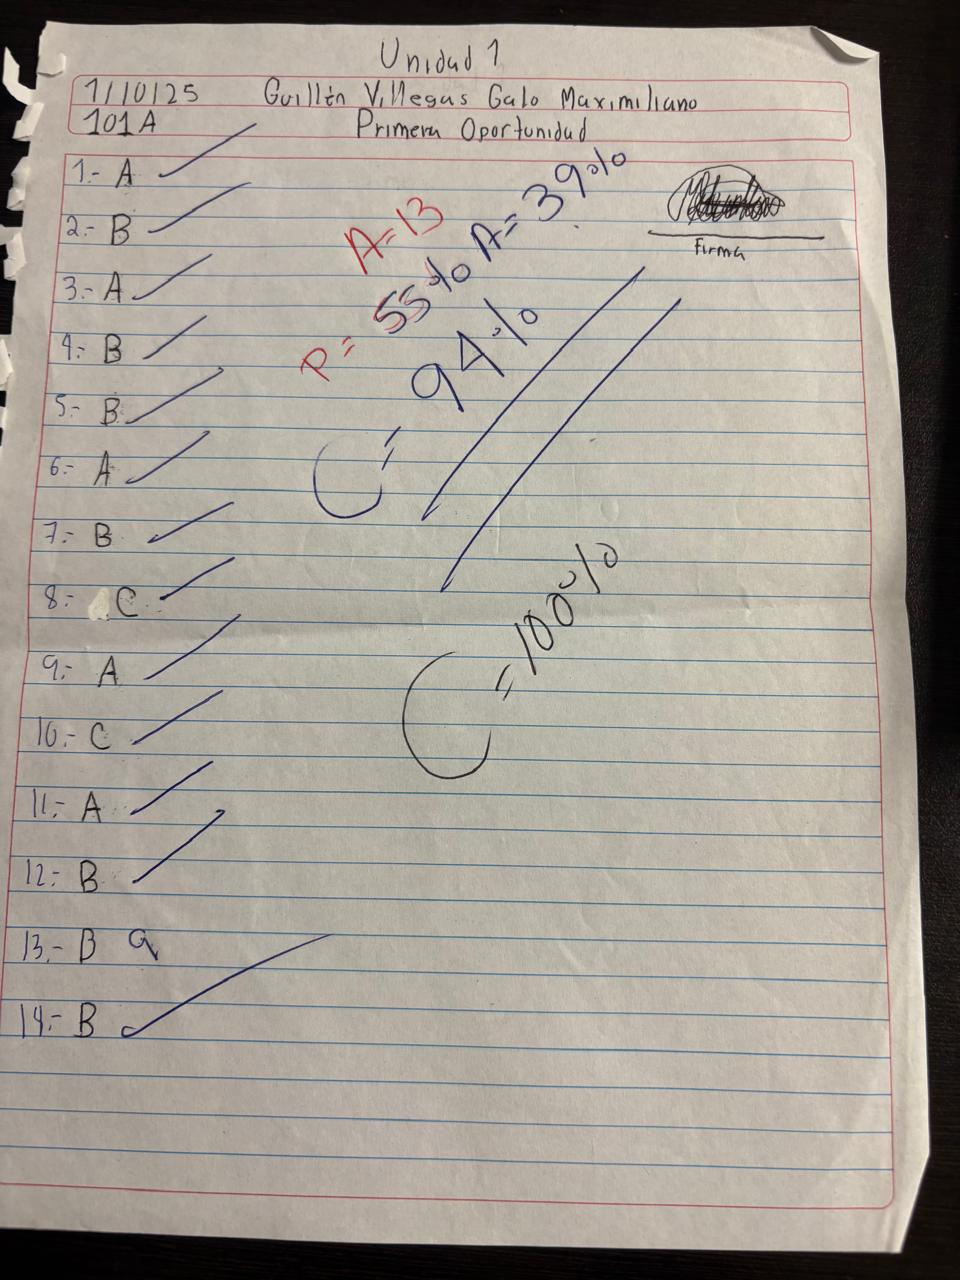 Unidad 1
1/10/25 Guillén Villegas Galo Maximiliano
101A Primera Oportunidad
1.- A
2.- B
3.- A
4.- B
5.- B
6.- A
7.- B
8.- C
9.- A
10.- C
11.- A
12.- B
13.- B a
14.- B
A=13
P= 55% A=39%
C= 94%
C=100%
Firma